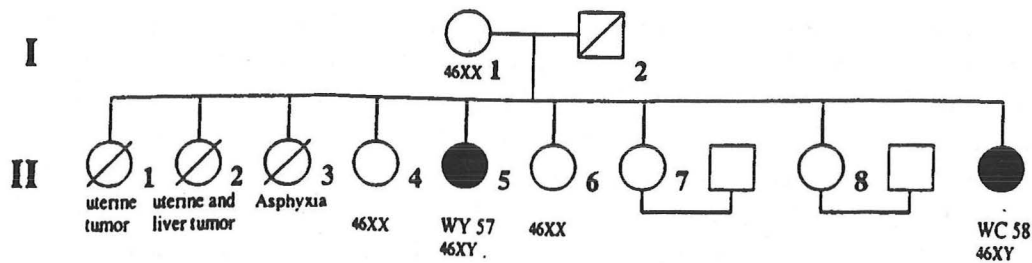 I
46XX 1
2
II
1 2 3 4 5 6 7 8
uterine tumor
uterine and liver tumor
Asphyxia
46XX
WY 57
46XY .
46XX
WC 58
46XY